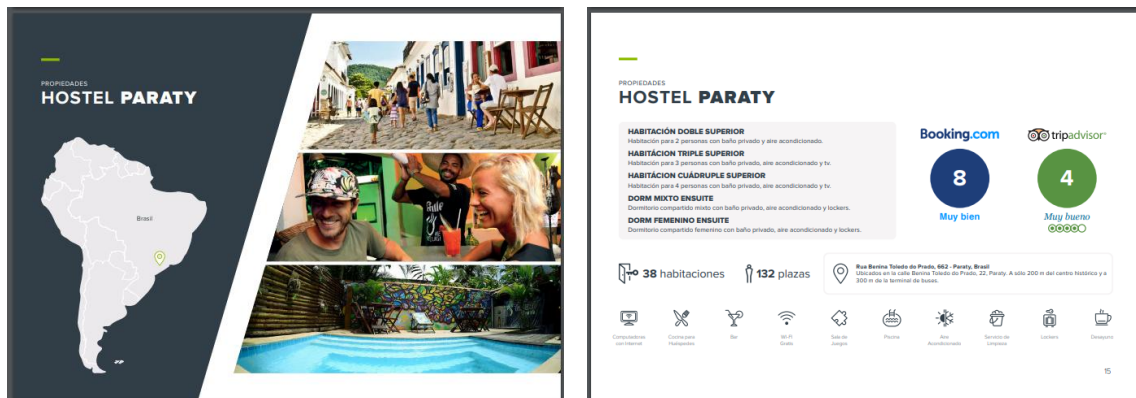 PROPIEDADES
HOSTEL PARATY
Brasil
PROPIEDADES
HOSTEL PARATY
HABITACIÓN DOBLE SUPERIOR
Habitación para 2 personas con baño privado y aire acondicionado.
HABITÁCION TRIPLE SUPERIOR
Habitación para 3 personas con baño privado, aire acondicionado y tv.
HABITÁCION CUÁDRUPLE SUPERIOR
Habitación para 4 personas con baño privado, aire acondicionado y tv.
DORM MIXTO ENSUITE
Dormitorio compartido mixto con baño privado, aire acondicionado y lockers.
DORM FEMENINO ENSUITE
Dormitorio compartido femenino con baño privado, aire acondicionado y lockers.
Booking.com
8
Muy bien
tripadvisor
4
Muy bueno
38 habitaciones
132 plazas
Rua Benina Toledo do Prado, 662 - Paraty, Brasil
Ubicados en la calle Benina Toledo do Prado, 22, Paraty. A sólo 200 m del centro histórico y a
300 m de la terminal de buses.
Computadoras
con Internet
Cocina para
Huéspedes
Bar
Wi-Fi
Gratis
Sala de
Juegos
Piscina
Aire
Acondicionado
Servicio de
Limpieza
Lockers
Desayuno
15